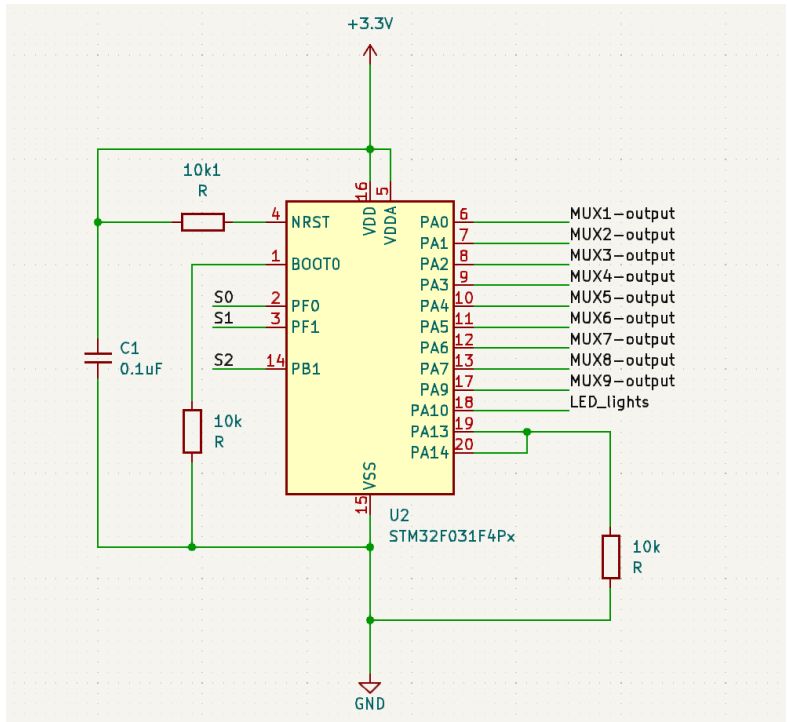 +3.3V
10k1
R
16
5
4
NRST
VDD
VDDA
PA0
6
MUX1-output
PA1
7
MUX2-output
1
BOOT0
PA2
8
MUX3-output
PA3
9
MUX4-output
S0
2
PF0
PA4
10
MUX5-output
S1
3
PF1
PA5
11
MUX6-output
PA6
12
MUX7-output
S2
14
PB1
PA7
13
MUX8-output
PA9
17
MUX9-output
PA10
18
LED_lights
PA13
19
PA14
20
C1
0.1uF
10k
R
VSS
15
U2
STM32F031F4Px
10k
R
GND